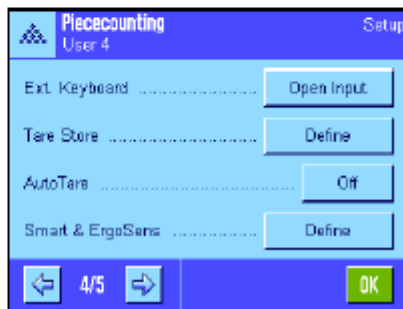 Piececounting Setup
User 4
Ext. Keyboard ........................ Open Input
Tare Store ............................... Define
AutoTare .......................................... Off
Smart & ErgoSens ................. Define
4/5 OK